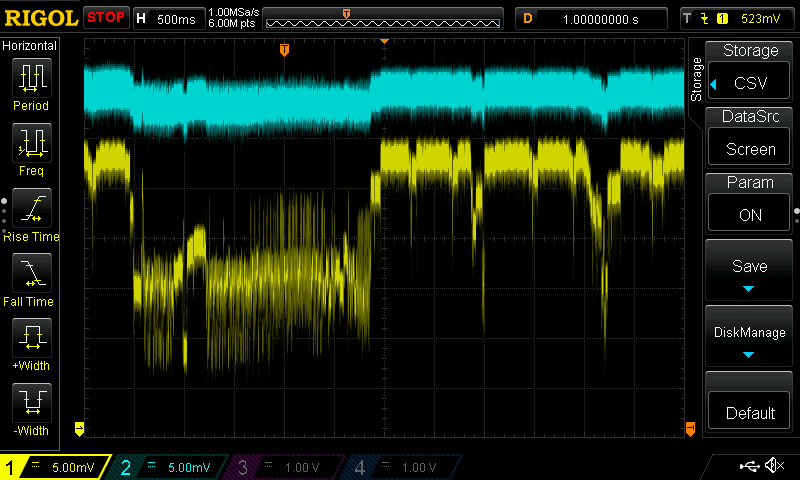 RIGOL STOP H 500ms 1.00MSa/s 6.00M pts T D 1.00000000 s T 1 523mV
Horizontal
Period
Freq
Rise Time
Fall Time
+Width
-Width
T
Storage
Storage
CSV
DataSrc
Screen
Param
ON
Save
DiskManage
Default
T
1 5.00mV 2 5.00mV 3 1.00 V 4 1.00 V